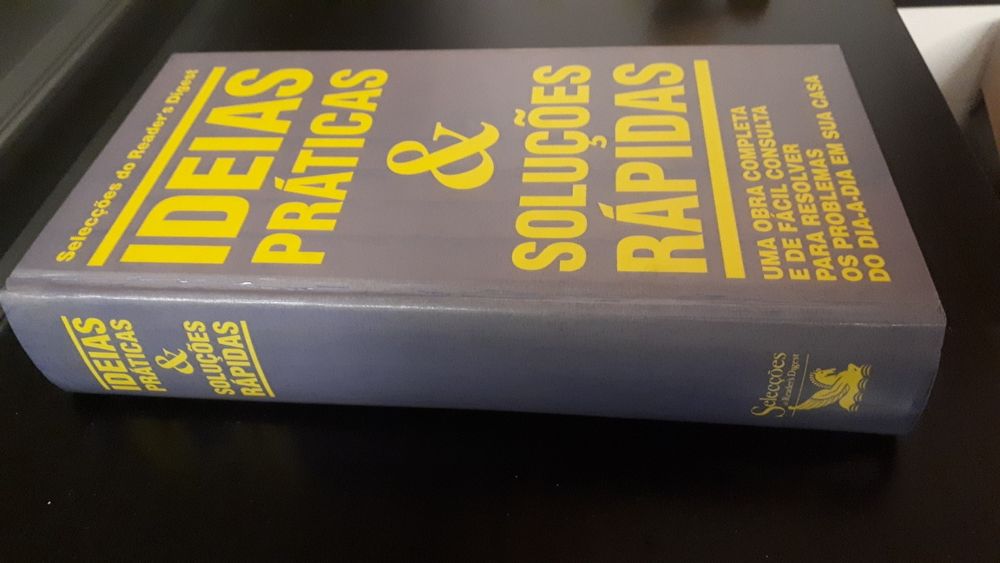 Selecções do Reader's Digest
IDEIAS
PRÁTICAS
&
SOLUÇÕES
RÁPIDAS
UMA OBRA COMPLETA
E DE FÁCIL CONSULTA
PARA RESOLVER
OS PROBLEMAS
DO DIA-A-DIA EM SUA CASA
IDEIAS
PRÁTICAS
&
SOLUÇÕES
RÁPIDAS
Selecções
do Reader's Digest